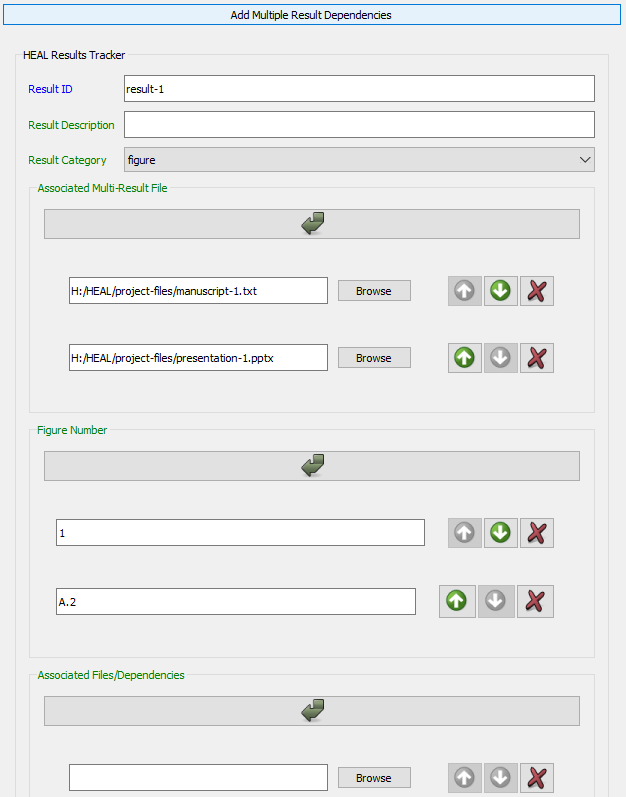 Add Multiple Result Dependencies
HEAL Results Tracker
Result ID
result-1
Result Description
Result Category
figure
Associated Multi-Result File
H:/HEAL/project-files/manuscript-1.txt
Browse
H:/HEAL/project-files/presentation-1.pptx
Browse
Figure Number
1
A.2
Associated Files/Dependencies
Browse